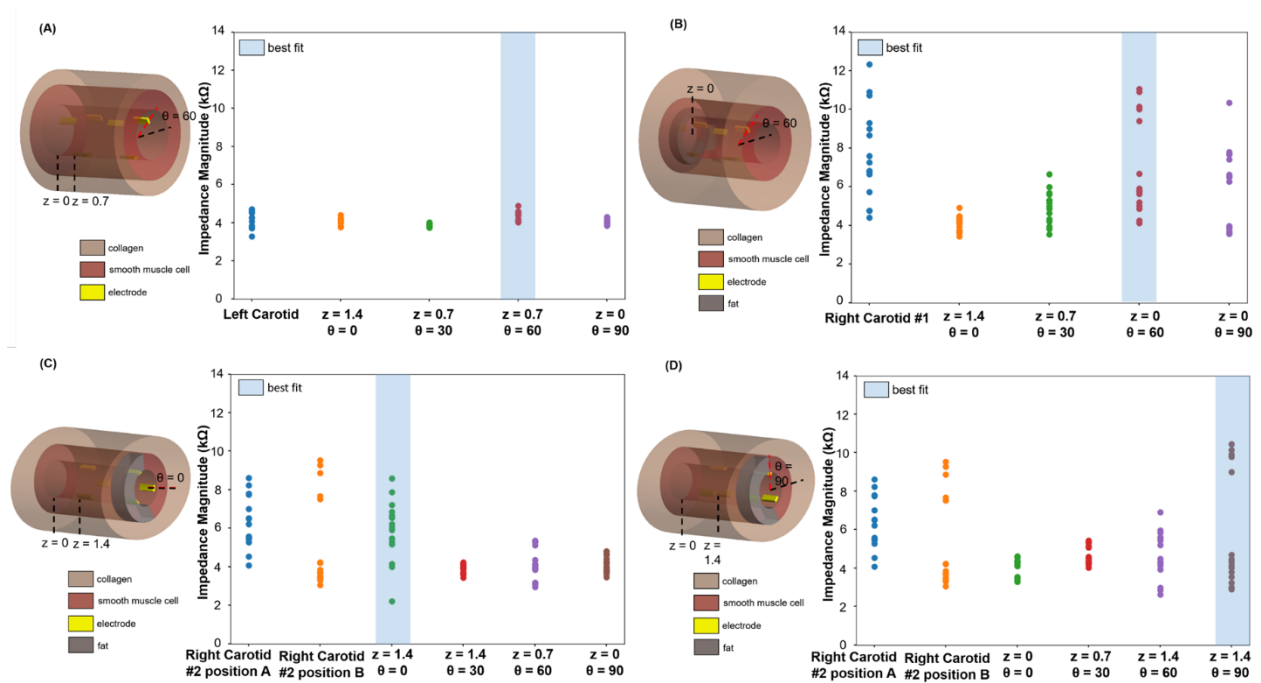 (A)
14
best fit
12
10
8
6
4
2
0
Impedance Magnitude (kΩ)
θ = 60
z = 0 z = 0.7
collagen
smooth muscle cell
electrode
Left Carotid
z = 1.4
θ = 0
z = 0.7
θ = 30
z = 0.7
θ = 60
z = 0
θ = 90
(B)
14
best fit
12
10
8
6
4
2
0
Impedance Magnitude (kΩ)
z = 0
θ = 60
collagen
smooth muscle cell
electrode
fat
Right Carotid #1
z = 1.4
θ = 0
z = 0.7
θ = 30
z = 0
θ = 60
z = 0
θ = 90
(C)
14
best fit
12
10
8
6
4
2
0
Impedance Magnitude (kΩ)
θ = 0
z = 0
z = 1.4
collagen
smooth muscle cell
electrode
fat
Right Carotid
#2 position A
Right Carotid
#2 position B
z = 1.4
θ = 0
z = 1.4
θ = 30
z = 0.7
θ = 60
z = 0
θ = 90
(D)
14
best fit
12
10
8
6
4
2
0
Impedance Magnitude (kΩ)
θ =
90
z = 0
z =
1.4
collagen
smooth muscle cell
electrode
fat
Right Carotid
#2 position A
Right Carotid
#2 position B
z = 0
θ = 0
z = 0.7
θ = 30
z = 1.4
θ = 60
z = 1.4
θ = 90